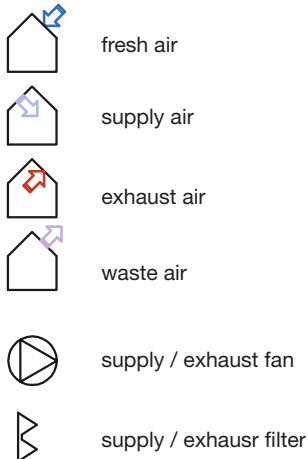 fresh air
supply air
exhaust air
waste air
supply / exhaust fan
supply / exhausr filter